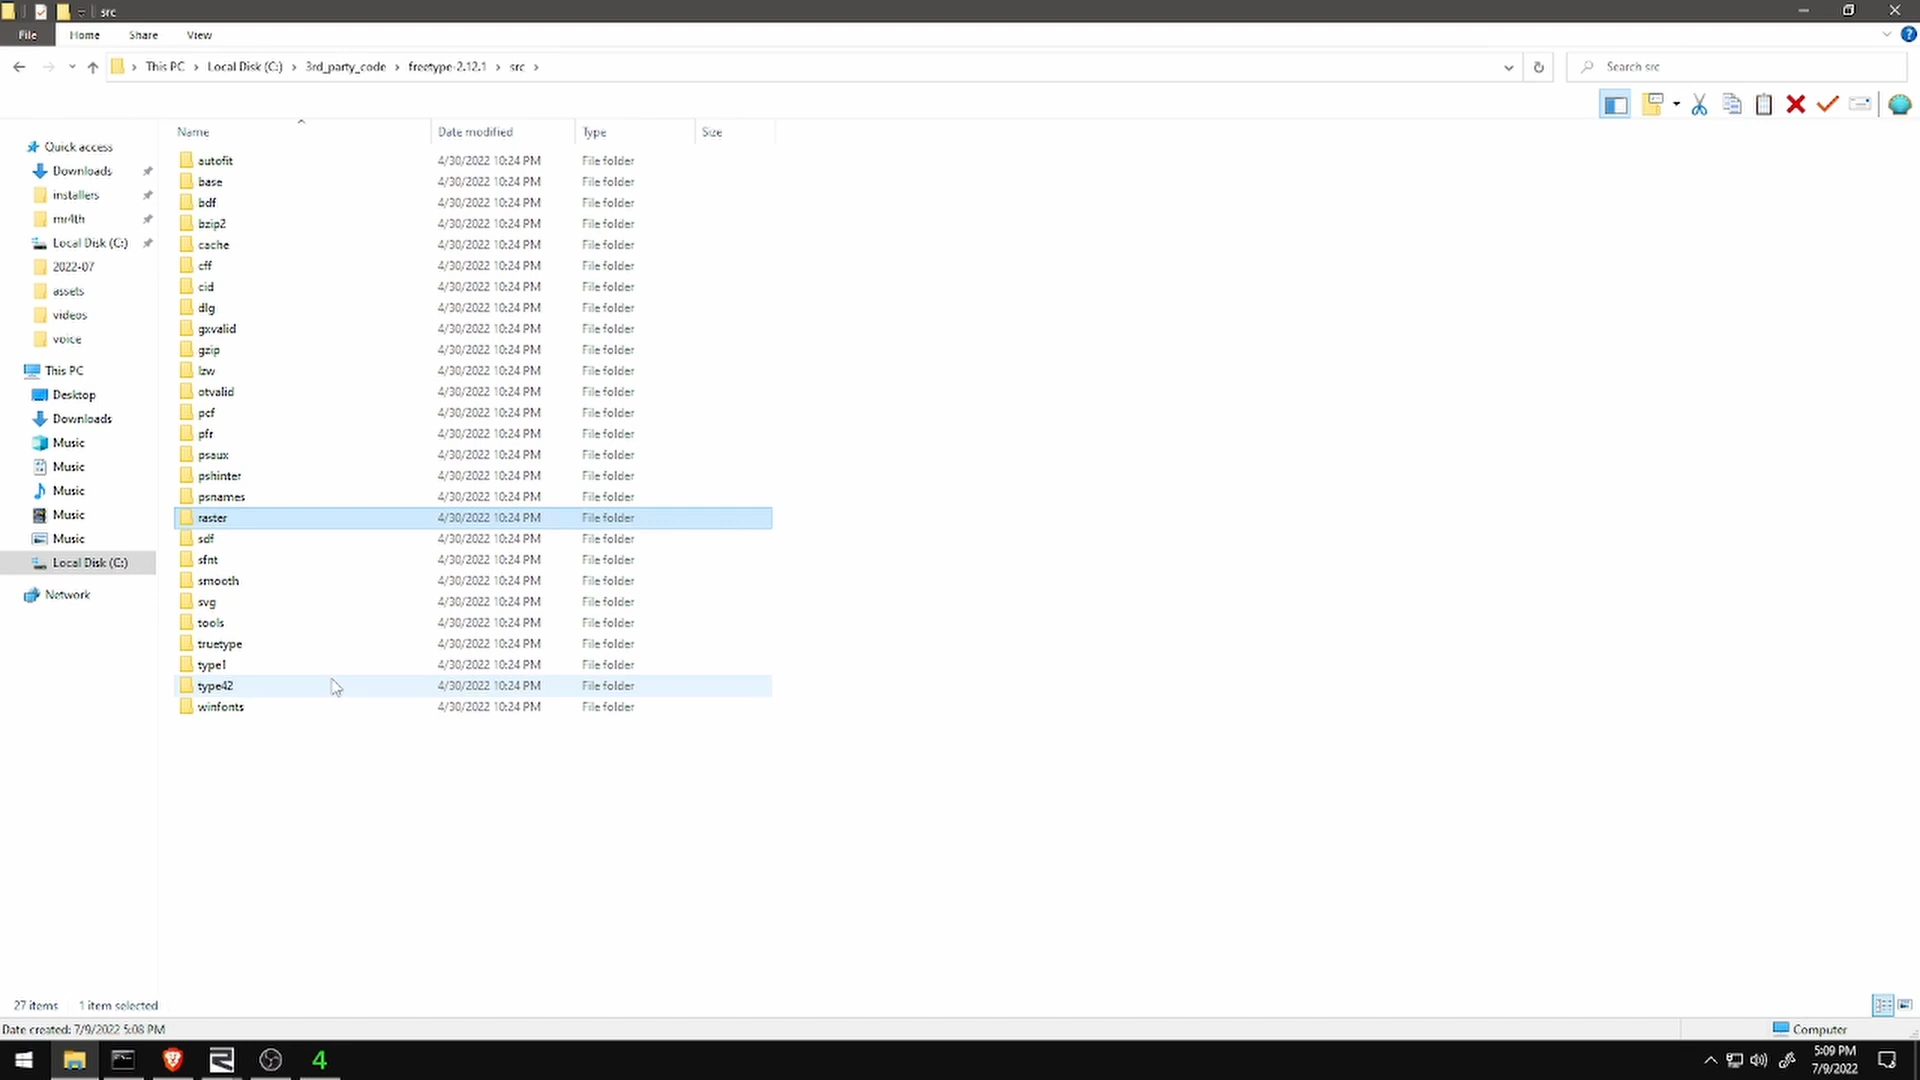 src
File Home Share View
This PC Local Disk (C:) 3rd_party_code freetype-2.12.1 src
Search src
Name Date modified Type Size
Quick access
Downloads
installers
mr4th
Local Disk (C:)
2022-07
assets
videos
voice
This PC
Desktop
Downloads
Music
Music
Music
Music
Music
Local Disk (C:)
Network
autofit 4/30/2022 10:24 PM File folder
base 4/30/2022 10:24 PM File folder
bdf 4/30/2022 10:24 PM File folder
bzip2 4/30/2022 10:24 PM File folder
cache 4/30/2022 10:24 PM File folder
cff 4/30/2022 10:24 PM File folder
cid 4/30/2022 10:24 PM File folder
dlg 4/30/2022 10:24 PM File folder
gxvalid 4/30/2022 10:24 PM File folder
gzip 4/30/2022 10:24 PM File folder
lzw 4/30/2022 10:24 PM File folder
otvalid 4/30/2022 10:24 PM File folder
pcf 4/30/2022 10:24 PM File folder
pfr 4/30/2022 10:24 PM File folder
psaux 4/30/2022 10:24 PM File folder
pshinter 4/30/2022 10:24 PM File folder
psnames 4/30/2022 10:24 PM File folder
raster 4/30/2022 10:24 PM File folder
sdf 4/30/2022 10:24 PM File folder
sfnt 4/30/2022 10:24 PM File folder
smooth 4/30/2022 10:24 PM File folder
svg 4/30/2022 10:24 PM File folder
tools 4/30/2022 10:24 PM File folder
truetype 4/30/2022 10:24 PM File folder
type1 4/30/2022 10:24 PM File folder
type42 4/30/2022 10:24 PM File folder
winfonts 4/30/2022 10:24 PM File folder
27 items 1 item selected
Date created: 7/9/2022 5:08 PM
Computer
4
5:09 PM
7/9/2022